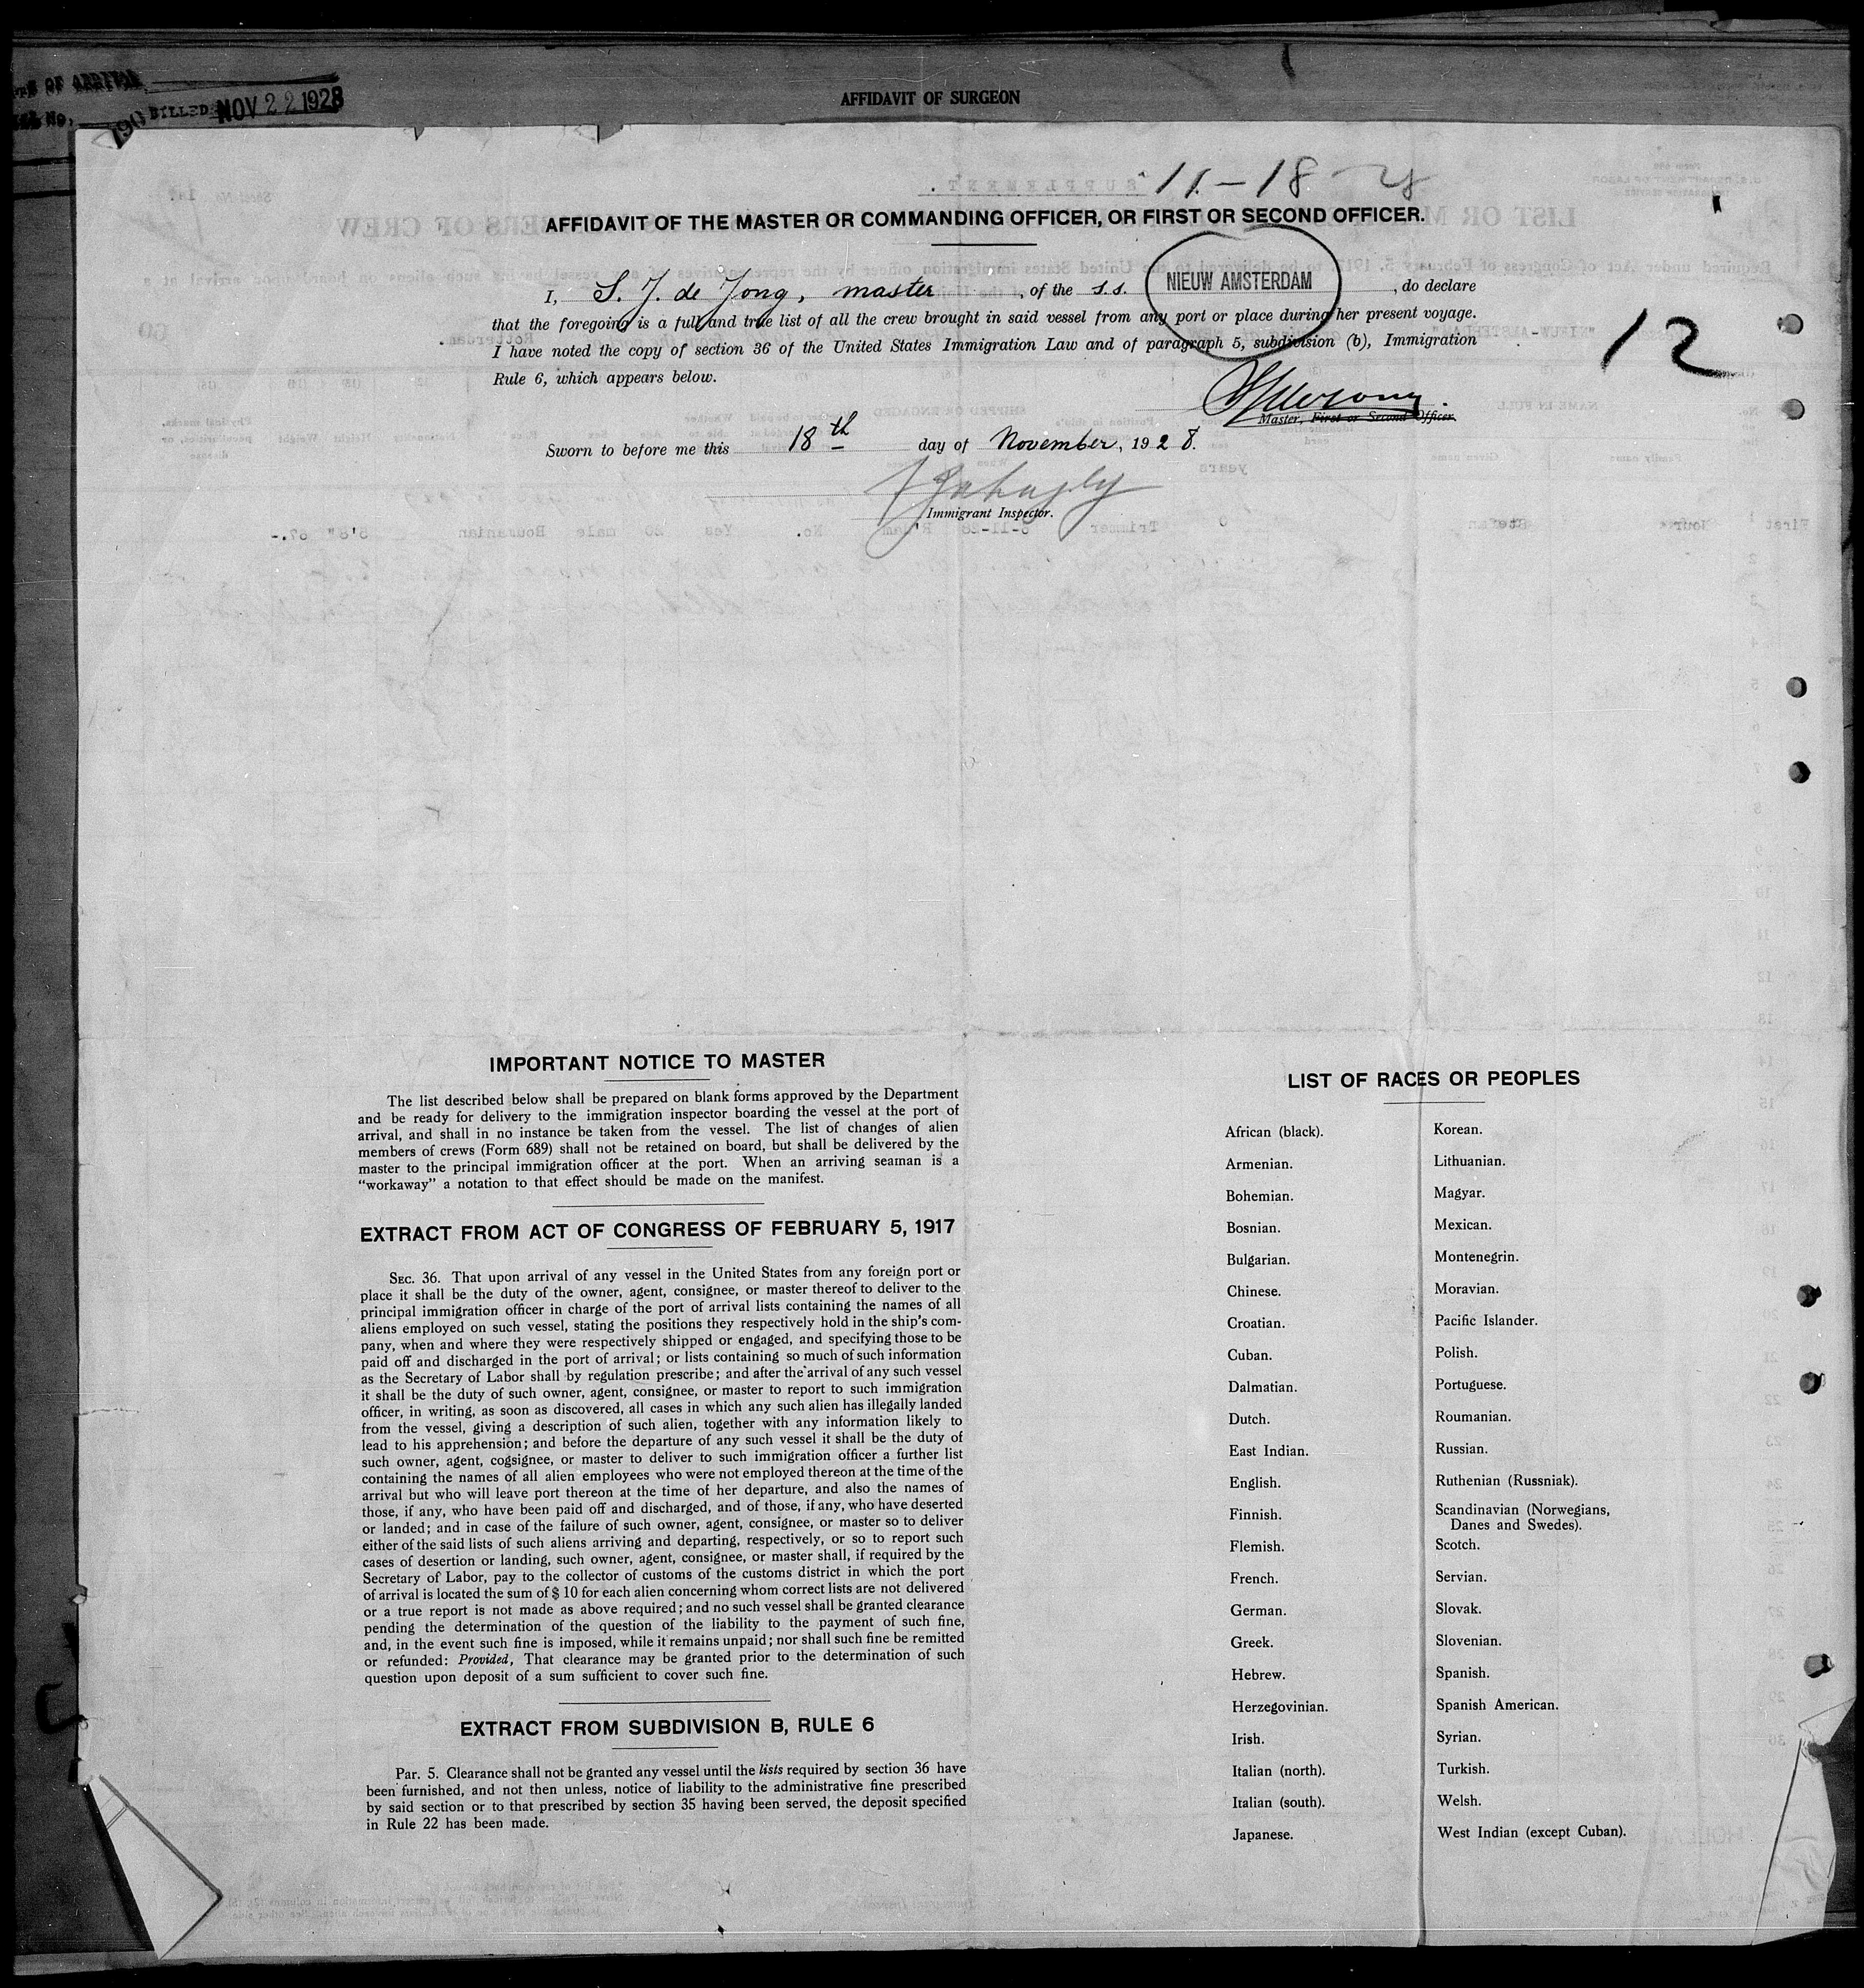 BILLED NOV 22 1928
AFFIDAVIT OF SURGEON
11-18-28
AFFIDAVIT OF THE MASTER OR COMMANDING OFFICER, OR FIRST OR SECOND OFFICER.
I, S. J. de Jong, master, of the s.s. NIEUW AMSTERDAM, do declare
that the foregoing is a full and true list of all the crew brought in said vessel from any port or place during her present voyage.
I have noted the copy of section 36 of the United States Immigration Law and of paragraph 5, subdivision (b), Immigration
Rule 6, which appears below.
12
Master, First or Second Officer.
Sworn to before me this 18th day of November, 1928.
Immigrant Inspector.
IMPORTANT NOTICE TO MASTER
The list described below shall be prepared on blank forms approved by the Department
and be ready for delivery to the immigration inspector boarding the vessel at the port of
arrival, and shall in no instance be taken from the vessel. The list of changes of alien
members of crews (Form 689) shall not be retained on board, but shall be delivered by the
master to the principal immigration officer at the port. When an arriving seaman is a
“workaway” a notation to that effect should be made on the manifest.
EXTRACT FROM ACT OF CONGRESS OF FEBRUARY 5, 1917
SEC. 36. That upon arrival of any vessel in the United States from any foreign port or
place it shall be the duty of the owner, agent, consignee, or master thereof to deliver to the
principal immigration officer in charge of the port of arrival lists containing the names of all
aliens employed on such vessel, stating the positions they respectively hold in the ship's com-
pany, when and where they were respectively shipped or engaged, and specifying those to be
paid off and discharged in the port of arrival; or lists containing so much of such information
as the Secretary of Labor shall by regulation prescribe; and after the arrival of any such vessel
it shall be the duty of such owner, agent, consignee, or master to report to such immigration
officer, in writing, as soon as discovered, all cases in which any such alien has illegally landed
from the vessel, giving a description of such alien, together with any information likely to
lead to his apprehension; and before the departure of any such vessel it shall be the duty of
such owner, agent, cogsignee, or master to deliver to such immigration officer a further list
containing the names of all alien employees who were not employed thereon at the time of the
arrival but who will leave port thereon at the time of her departure, and also the names of
those, if any, who have been paid off and discharged, and of those, if any, who have deserted
or landed; and in case of the failure of such owner, agent, consignee, or master so to deliver
either of the said lists of such aliens arriving and departing, respectively, or so to report such
cases of desertion or landing, such owner, agent, consignee, or master shall, if required by the
Secretary of Labor, pay to the collector of customs of the customs district in which the port
of arrival is located the sum of $ 10 for each alien concerning whom correct lists are not delivered
or a true report is not made as above required; and no such vessel shall be granted clearance
pending the determination of the question of the liability to the payment of such fine,
and, in the event such fine is imposed, while it remains unpaid; nor shall such fine be remitted
or refunded: Provided, That clearance may be granted prior to the determination of such
question upon deposit of a sum sufficient to cover such fine.
EXTRACT FROM SUBDIVISION B, RULE 6
Par. 5. Clearance shall not be granted any vessel until the lists required by section 36 have
been furnished, and not then unless, notice of liability to the administrative fine prescribed
by said section or to that prescribed by section 35 having been served, the deposit specified
in Rule 22 has been made.
LIST OF RACES OR PEOPLES
African (black).
Armenian.
Bohemian.
Bosnian.
Bulgarian.
Chinese.
Croatian.
Cuban.
Dalmatian.
Dutch.
East Indian.
English.
Finnish.
Flemish.
French.
German.
Greek.
Hebrew.
Herzegovinian.
Irish.
Italian (north).
Italian (south).
Japanese.
Korean.
Lithuanian.
Magyar.
Mexican.
Montenegrin.
Moravian.
Pacific Islander.
Polish.
Portuguese.
Roumanian.
Russian.
Ruthenian (Russniak).
Scandinavian (Norwegians,
Danes and Swedes).
Scotch.
Servian.
Slovak.
Slovenian.
Spanish.
Spanish American.
Syrian.
Turkish.
Welsh.
West Indian (except Cuban).